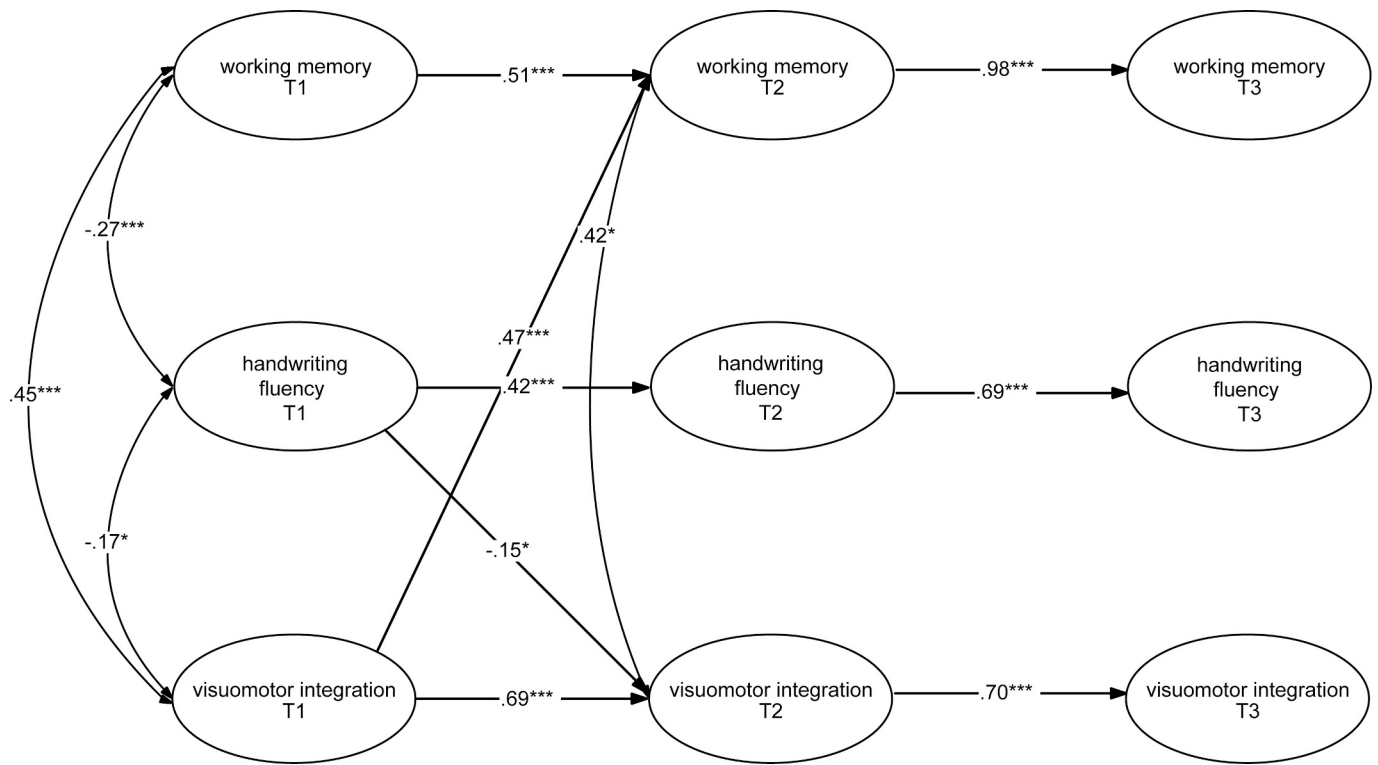 working memory
T1
.51***
working memory
T2
.98***
working memory
T3
-.27***
.42*
.47***
handwriting
fluency
T1
.42***
handwriting
fluency
T2
.69***
handwriting
fluency
T3
.45***
-.17*
-.15*
visuomotor integration
T1
.69***
visuomotor integration
T2
.70***
visuomotor integration
T3